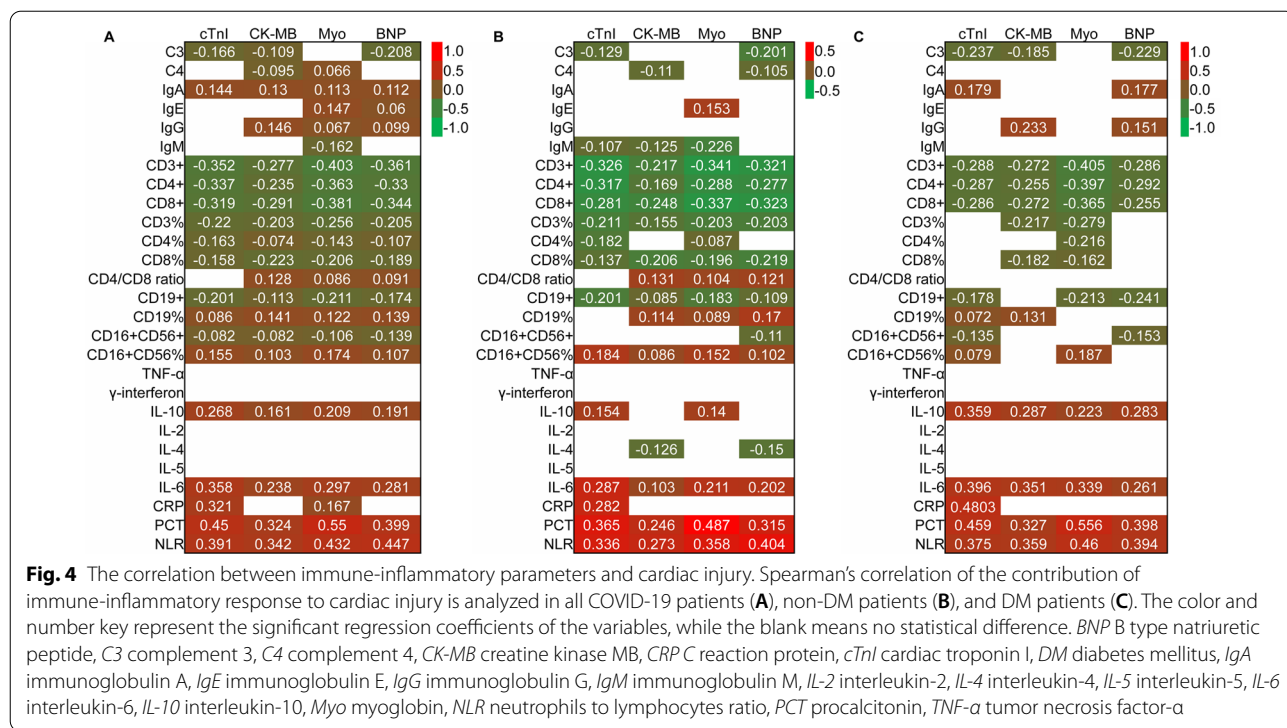 A cTnI CK-MB Myo BNP
C3 -0.166 -0.109 -0.208
C4 -0.095 0.066
IgA 0.144 0.13 0.113 0.112
IgE 0.147 0.06
IgG 0.146 0.067 0.099
IgM -0.162
CD3+ -0.352 -0.277 -0.403 -0.361
CD4+ -0.337 -0.235 -0.363 -0.33
CD8+ -0.319 -0.291 -0.381 -0.344
CD3% -0.22 -0.203 -0.256 -0.205
CD4% -0.163 -0.074 -0.143 -0.107
CD8% -0.158 -0.223 -0.206 -0.189
CD4/CD8 ratio 0.128 0.086 0.091
CD19+ -0.201 -0.113 -0.211 -0.174
CD19% 0.086 0.141 0.122 0.139
CD16+CD56+ -0.082 -0.082 -0.106 -0.139
CD16+CD56% 0.155 0.103 0.174 0.107
TNF-α
γ-interferon
IL-10 0.268 0.161 0.209 0.191
IL-2
IL-4
IL-5
IL-6 0.358 0.238 0.297 0.281
CRP 0.321 0.167
PCT 0.45 0.324 0.55 0.399
NLR 0.391 0.342 0.432 0.447
1.0
0.5
0.0
-0.5
-1.0
B cTnI CK-MB Myo BNP
C3 -0.129 -0.201
C4 -0.11 -0.105
IgA
IgE 0.153
IgG
IgM -0.107 -0.125 -0.226
CD3+ -0.326 -0.217 -0.341 -0.321
CD4+ -0.317 -0.169 -0.288 -0.277
CD8+ -0.281 -0.248 -0.337 -0.323
CD3% -0.211 -0.155 -0.203 -0.203
CD4% -0.182 -0.087
CD8% -0.137 -0.206 -0.196 -0.219
CD4/CD8 ratio 0.131 0.104 0.121
CD19+ -0.201 -0.085 -0.183 -0.109
CD19% 0.114 0.089 0.17
CD16+CD56+ -0.11
CD16+CD56% 0.184 0.086 0.152 0.102
TNF-α
γ-interferon
IL-10 0.154 0.14
IL-2
IL-4 -0.126 -0.15
IL-5
IL-6 0.287 0.103 0.211 0.202
CRP 0.282
PCT 0.365 0.246 0.487 0.315
NLR 0.336 0.273 0.358 0.404
0.5
0.0
-0.5
C cTnI CK-MB Myo BNP
C3 -0.237 -0.185 -0.229
C4
IgA 0.179 0.177
IgE
IgG 0.233 0.151
IgM
CD3+ -0.288 -0.272 -0.405 -0.286
CD4+ -0.287 -0.255 -0.397 -0.292
CD8+ -0.286 -0.272 -0.365 -0.255
CD3% -0.217 -0.279
CD4% -0.216
CD8% -0.182 -0.162
CD4/CD8 ratio
CD19+ -0.178 -0.213 -0.241
CD19% 0.072 0.131
CD16+CD56+ -0.135 -0.153
CD16+CD56% 0.079 0.187
TNF-α
γ-interferon
IL-10 0.359 0.287 0.223 0.283
IL-2
IL-4
IL-5
IL-6 0.396 0.351 0.339 0.261
CRP 0.4803
PCT 0.459 0.327 0.556 0.398
NLR 0.375 0.359 0.46 0.394
1.0
0.5
0.0
-0.5
-1.0
Fig. 4 The correlation between immune-inflammatory parameters and cardiac injury. Spearman's correlation of the contribution of
immune-inflammatory response to cardiac injury is analyzed in all COVID-19 patients (A), non-DM patients (B), and DM patients (C). The color and
number key represent the significant regression coefficients of the variables, while the blank means no statistical difference. BNP B type natriuretic
peptide, C3 complement 3, C4 complement 4, CK-MB creatine kinase MB, CRP C reaction protein, cTnI cardiac troponin I, DM diabetes mellitus, IgA
immunoglobulin A, IgE immunoglobulin E, IgG immunoglobulin G, IgM immunoglobulin M, IL-2 interleukin-2, IL-4 interleukin-4, IL-5 interleukin-5, IL-6
interleukin-6, IL-10 interleukin-10, Myo myoglobin, NLR neutrophils to lymphocytes ratio, PCT procalcitonin, TNF-α tumor necrosis factor-α